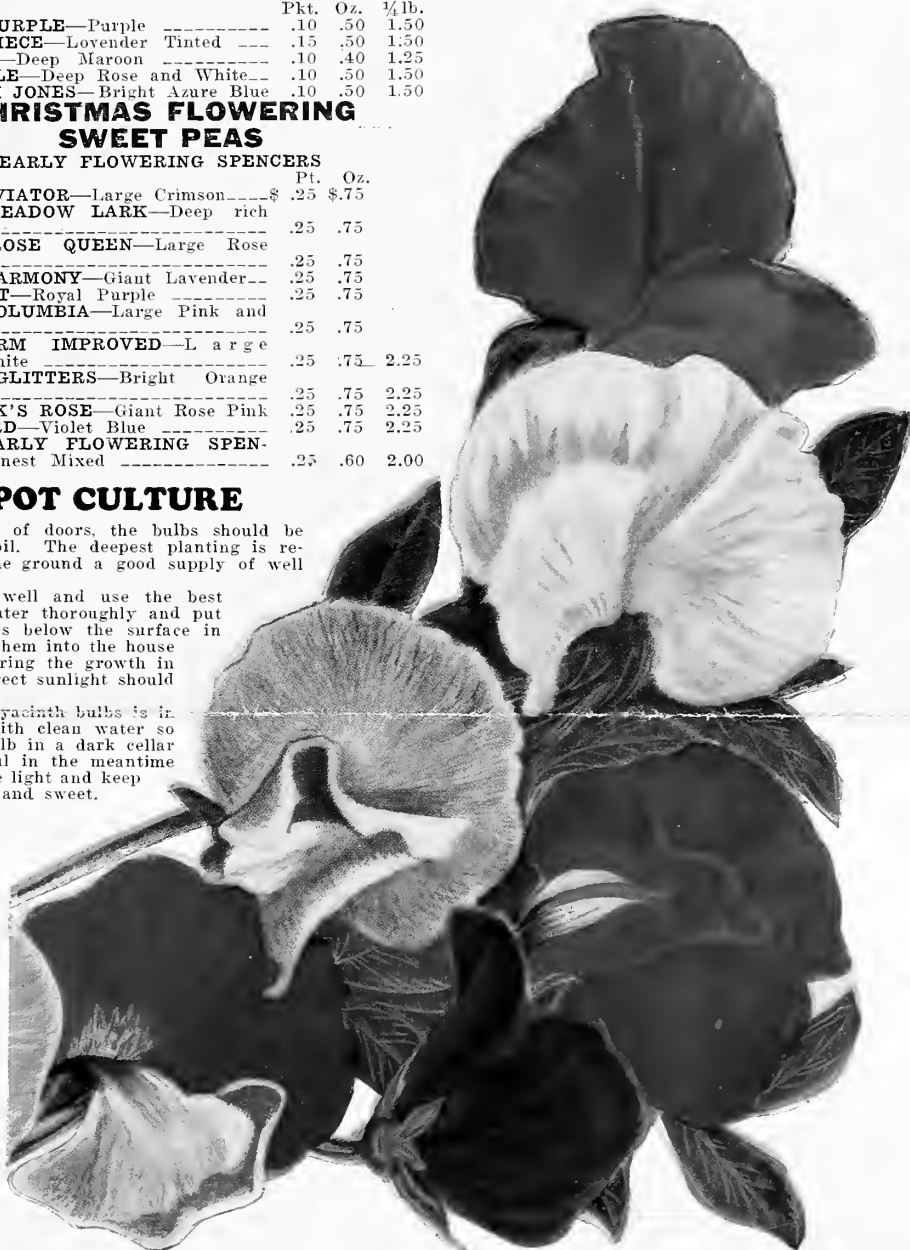 Pkt. Oz. ¼lb.
URPLE—Purple ---------- .10 .50 1.50
IECE—Lovender Tinted --- .15 .50 1.50
—Deep Maroon ---------- .10 .40 1.25
LE—Deep Rose and White-- .10 .50 1.50
JONES—Bright Azure Blue .10 .50 1.50
HRISTMAS FLOWERING
SWEET PEAS
EARLY FLOWERING SPENCERS
Pt. Oz.
VIATOR—Large Crimson----$ .25 $.75
EADOW LARK—Deep rich
------------------------ .25 .75
OSE QUEEN—Large Rose
------------------------ .25 .75
ARMONY—Giant Lavender-- .25 .75
T—Royal Purple --------- .25 .75
OLUMBIA—Large Pink and
------------------------ .25 .75
RM IMPROVED—L a r g e
hite --------------------- .25 .75 2.25
GLITTERS—Bright Orange
------------------------ .25 .75 2.25
K'S ROSE—Giant Rose Pink .25 .75 2.25
D—Violet Blue ---------- .25 .75 2.25
ARLY FLOWERING SPEN-
nest Mixed -------------- .25 .60 2.00
POT CULTURE
of doors, the bulbs should be
oil. The deepest planting is re-
e ground a good supply of well
well and use the best
ater thoroughly and put
s below the surface in
hem into the house
ring the growth in
rect sunlight should
yacinth bulbs is in
ith clean water so
lb in a dark cellar
l in the meantime
e light and keep
and sweet.